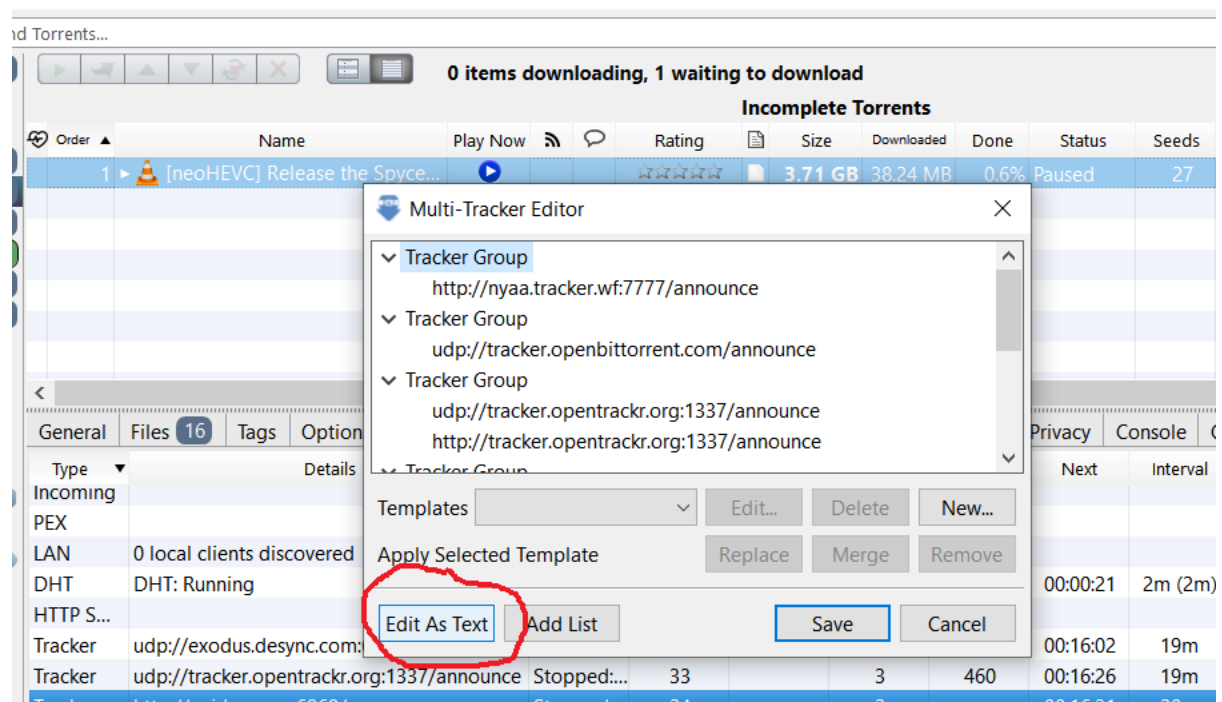 nd Torrents...
0 items downloading, 1 waiting to download
Incomplete Torrents
Order ▲ Name Play Now Rating Size Downloaded Done Status Seeds
1 [neoHEVC] Release the Spyce... 3.71 GB 38.24 MB 0.6% Paused 27
Multi-Tracker Editor
Tracker Group
http://nyaa.tracker.wf:7777/announce
Tracker Group
udp://tracker.openbittorrent.com/announce
Tracker Group
udp://tracker.opentrackr.org:1337/announce
http://tracker.opentrackr.org:1337/announce
Tracker Group
General Files 16 Tags Option Privacy Console
Type ▼ Details Next Interval
Incoming
PEX
Templates Edit... Delete New...
LAN 0 local clients discovered
Apply Selected Template Replace Merge Remove
DHT DHT: Running 00:00:21 2m (2m)
HTTP S...
Edit As Text Add List Save Cancel
Tracker udp://exodus.desync.com: 00:16:02 19m
Tracker udp://tracker.opentrackr.org:1337/announce Stopped:... 33 3 460 00:16:26 19m